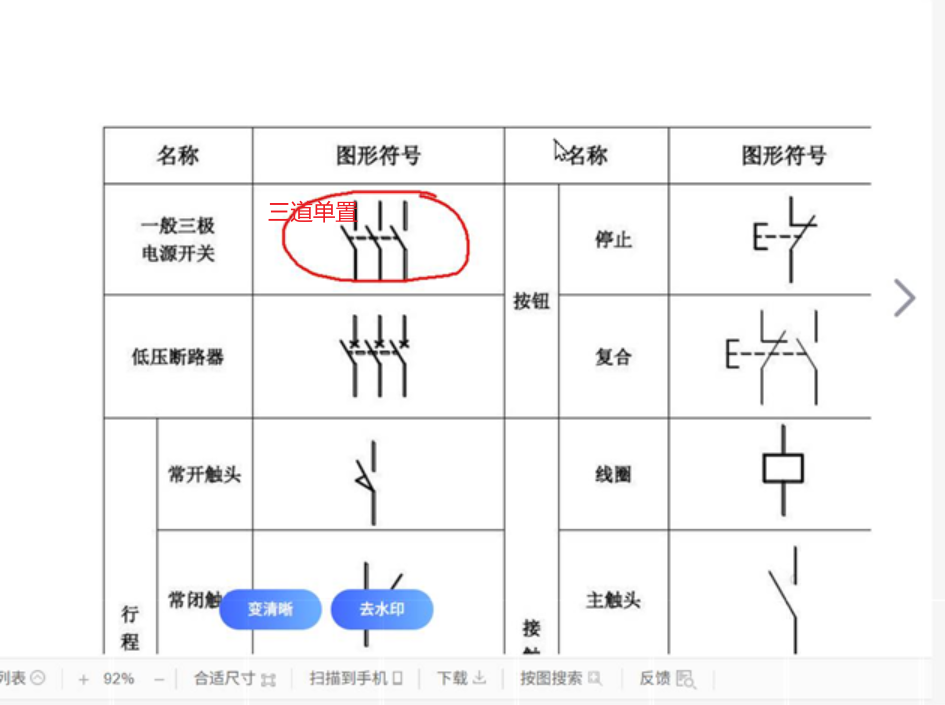 名称
图形符号
名称
图形符号
一般三极
电源开关
三道单置
按钮
停止
低压断路器
复合
行
程
常开触头
接
线圈
常闭触
主触头
变清晰
去水印
列表
+ 92% −
合适尺寸
扫描到手机
下载
按图搜索
反馈